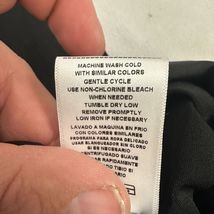 MACHINE WASH COLD
WITH SIMILAR COLORS
GENTLE CYCLE
USE NON-CHLORINE BLEACH
WHEN NEEDED
TUMBLE DRY LOW
REMOVE PROMPTLY
LOW IRON IF NECESSARY
LAVADO A MAQUINA EN FRIO
CON COLORES SIMILARES
PROGRAMA PARA ROPA DELICADA
USAR BLANQUEADOR SIN CLORO
SI ES NECESARIO
CENTRIFUGADO SUAVE